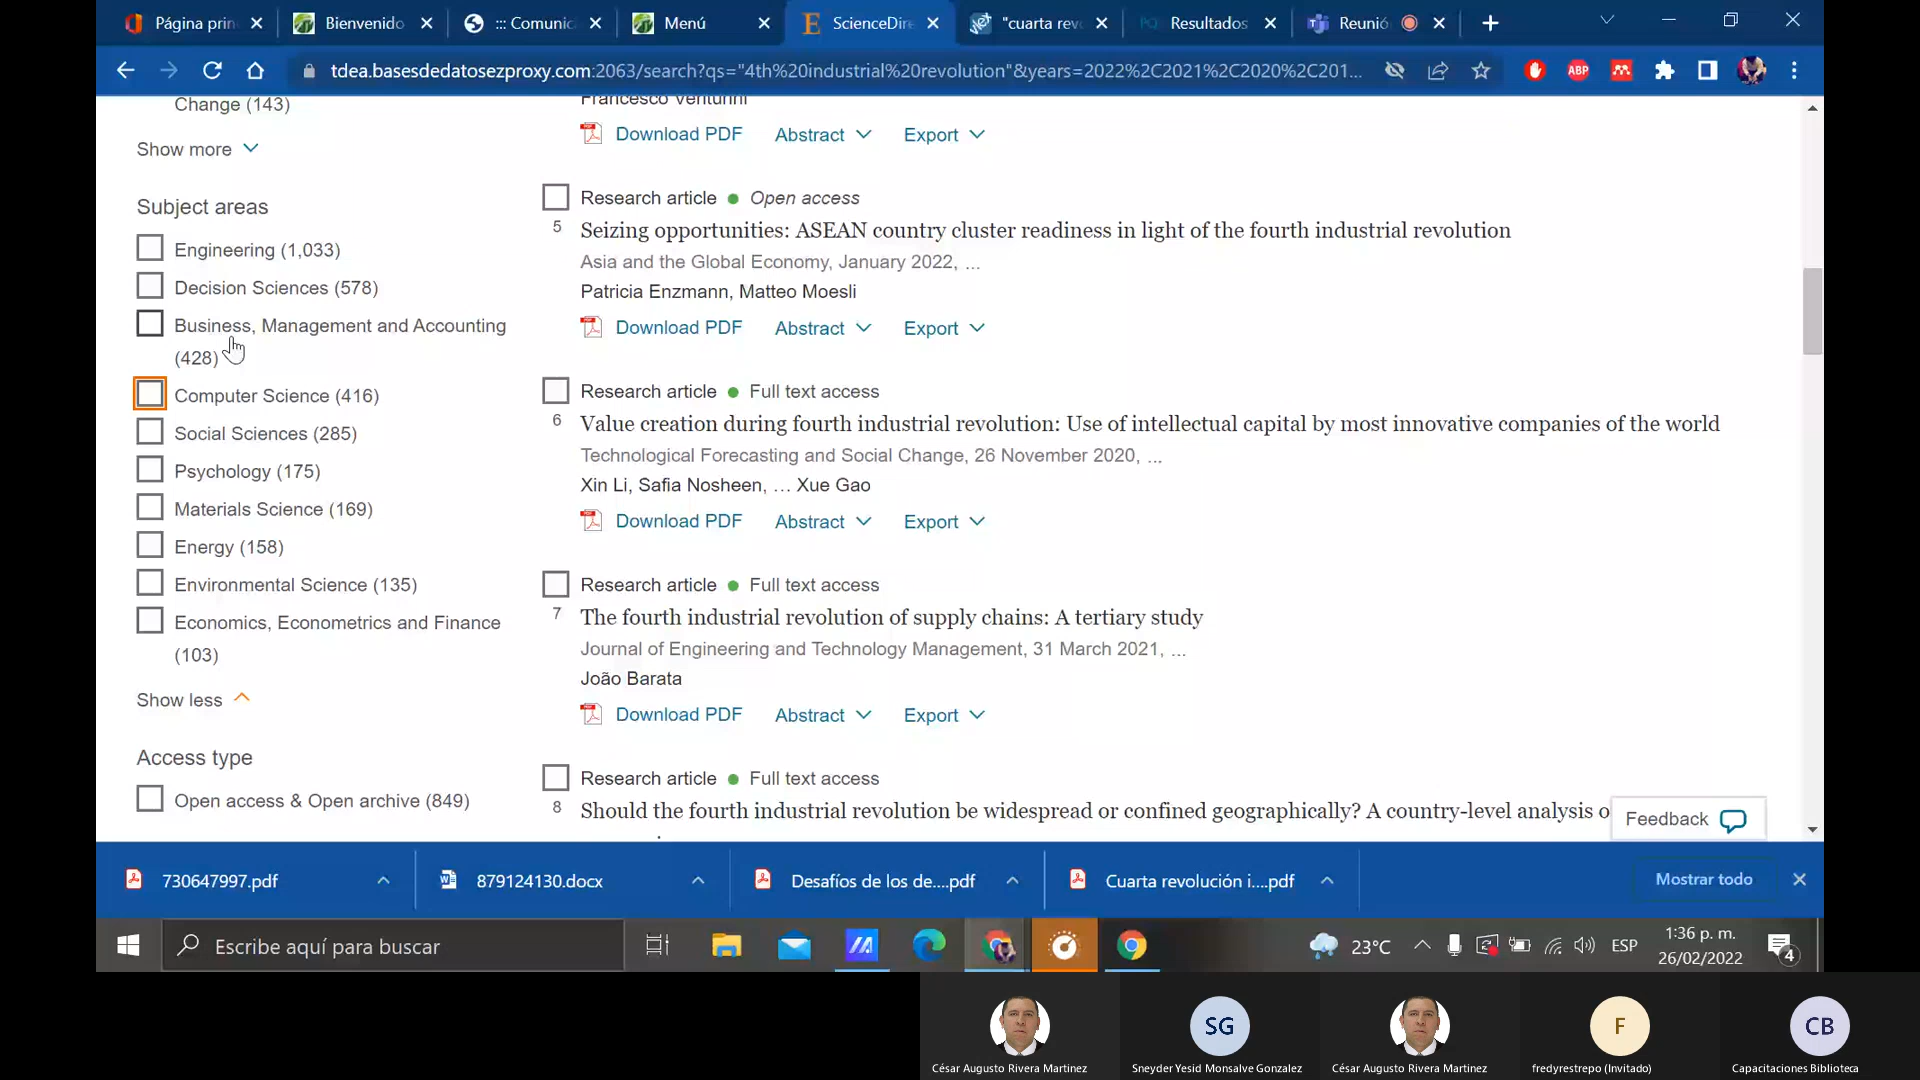 Página prin
Bienvenido
::: Comunic
Menú
ScienceDire
"cuarta rev
Resultados
Reunió
tdea.basesdedatosezproxy.com:2063/search?qs="4th%20industrial%20revolution"&years=2022%2C2021%2C2020%2C201...
ABP
Change (143)
Show more
Subject areas
Engineering (1,033)
Decision Sciences (578)
Business, Management and Accounting
(428)
Computer Science (416)
Social Sciences (285)
Psychology (175)
Materials Science (169)
Energy (158)
Environmental Science (135)
Economics, Econometrics and Finance
(103)
Show less
Access type
Open access & Open archive (849)
Francesco Venturini
Download PDF Abstract Export
Research article Open access
5 Seizing opportunities: ASEAN country cluster readiness in light of the fourth industrial revolution
Asia and the Global Economy, January 2022, ...
Patricia Enzmann, Matteo Moesli
Download PDF Abstract Export
Research article Full text access
6 Value creation during fourth industrial revolution: Use of intellectual capital by most innovative companies of the world
Technological Forecasting and Social Change, 26 November 2020, ...
Xin Li, Safia Nosheen, ... Xue Gao
Download PDF Abstract Export
Research article Full text access
7 The fourth industrial revolution of supply chains: A tertiary study
Journal of Engineering and Technology Management, 31 March 2021, ...
João Barata
Download PDF Abstract Export
Research article Full text access
8 Should the fourth industrial revolution be widespread or confined geographically? A country-level analysis o
Feedback
730647997.pdf
879124130.docx
Desafíos de los de....pdf
Cuarta revolución i....pdf
Mostrar todo
Escribe aquí para buscar
23°C
ESP
1:36 p. m.
26/02/2022
4
SG
F
CB
César Augusto Rivera Martinez
Sneyder Yesid Monsalve Gonzalez
César Augusto Rivera Martinez
fredyrestrepo (Invitado)
Capacitaciones Biblioteca